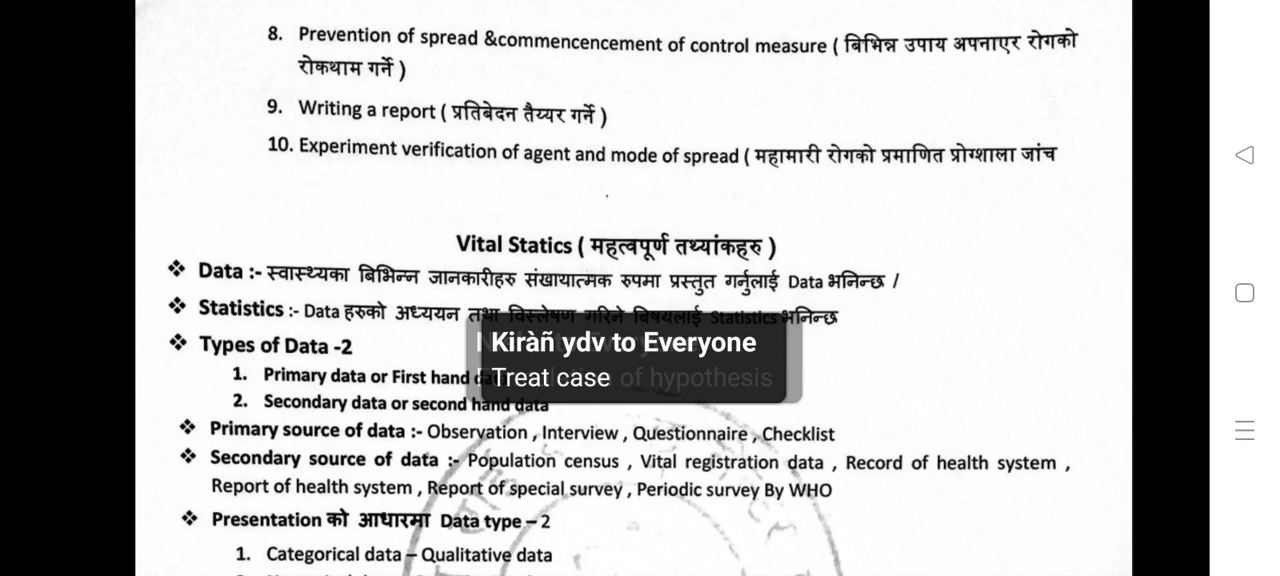 8. Prevention of spread &commencencement of control measure ( बिभिन्न उपाय अपनाएर रोगको
रोकथाम गर्ने )
9. Writing a report ( प्रतिबेदन तैय्यर गर्ने )
10. Experiment verification of agent and mode of spread ( महामारी रोगको प्रमाणित प्रोग्शाला जांच
Vital Statics ( महत्वपूर्ण तथ्यांकहरु )
❖ Data :- स्वास्थ्यका बिभिन्न जानकारीहरु संखायात्मक रुपमा प्रस्तुत गर्नुलाई Data भनिन्छ /
❖ Statistics :- Data हरुको अध्ययन तथा विस्लेषण गरिने बिषयलाई Statistics भनिन्छ
Kiràñ ydv to Everyone
Treat case of hypothesis
❖ Types of Data -2
1. Primary data or First hand
2. Secondary data or second hand data
❖ Primary source of data :- Observation , Interview , Questionnaire , Checklist
❖ Secondary source of data :- Population census , Vital registration data , Record of health system ,
Report of health system , Report of special survey , Periodic survey By WHO
❖ Presentation को आधारमा Data type – 2
1. Categorical data – Qualitative data